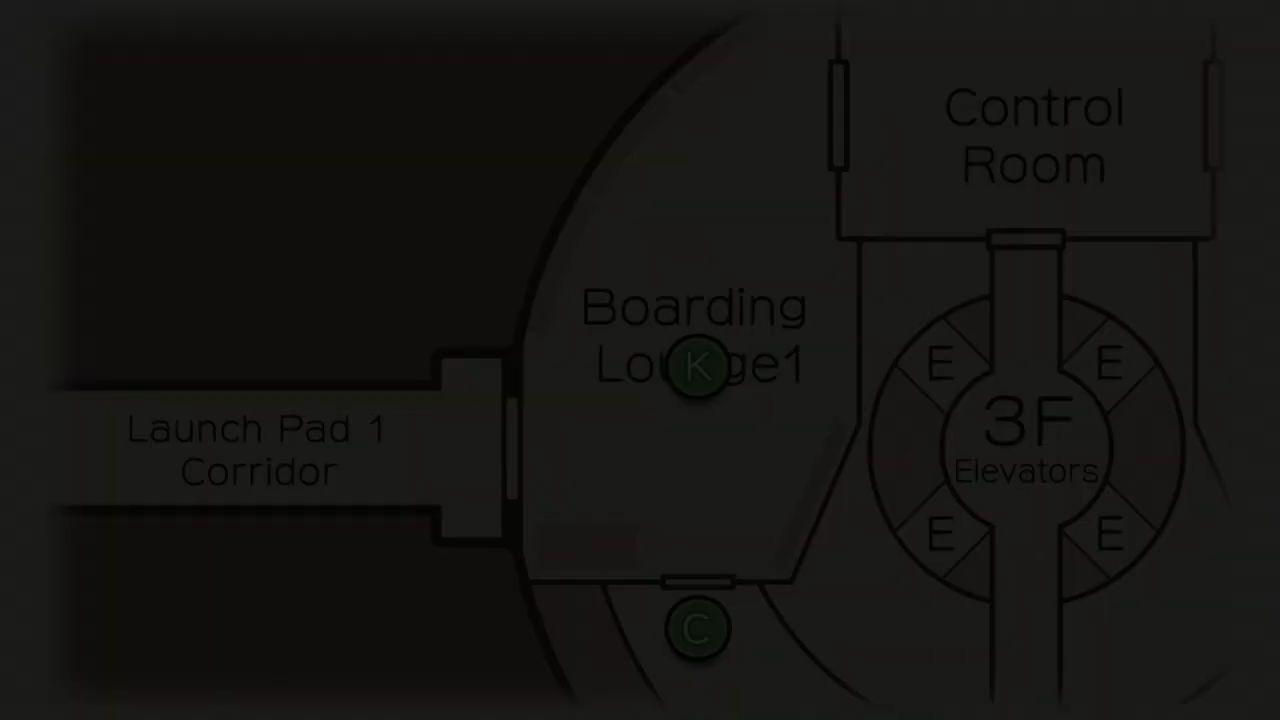 Control
Room
Boarding
Lounge1
K
Launch Pad 1
Corridor
E
E
3F
Elevators
E
E
C